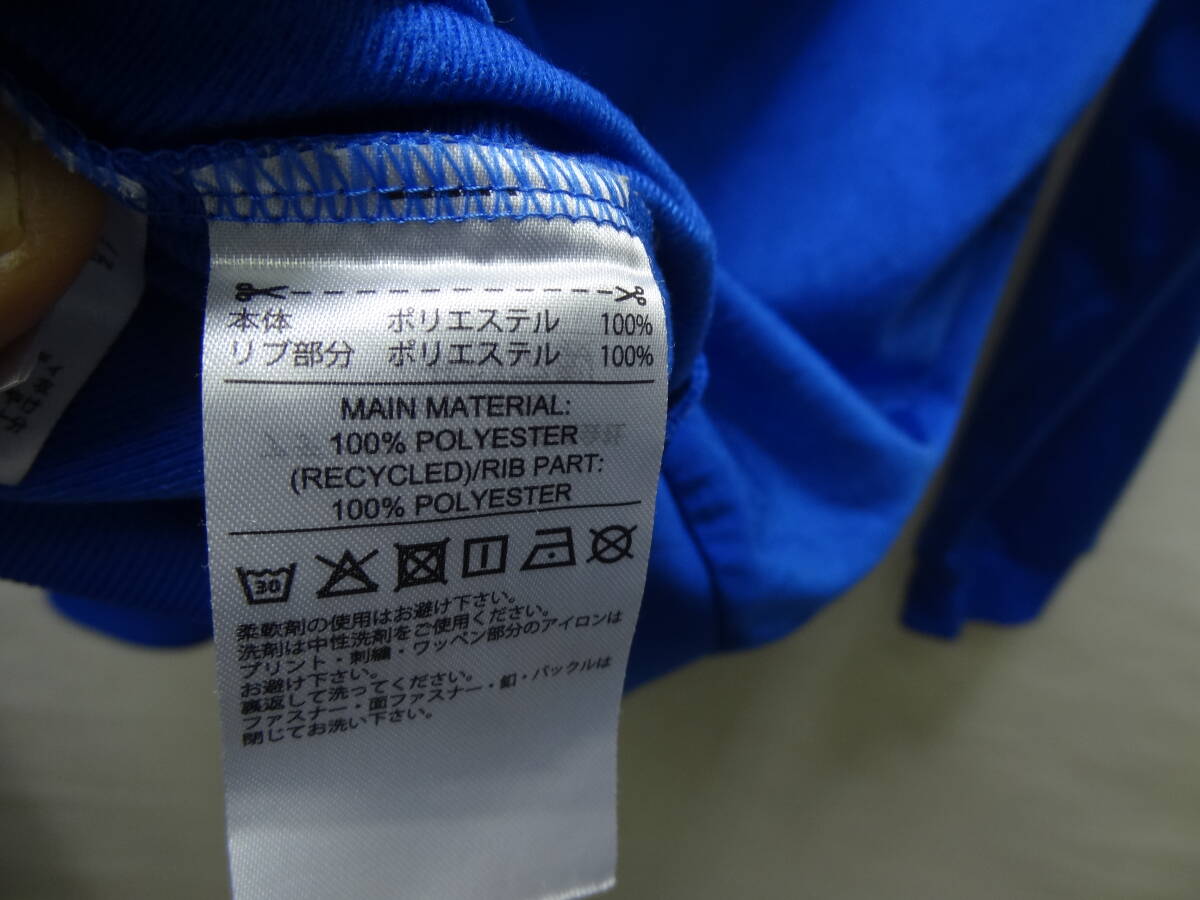 本体 ポリエステル 100%
リブ部分 ポリエステル 100%
MAIN MATERIAL:
100% POLYESTER
(RECYCLED)/RIB PART:
100% POLYESTER
30
柔軟剤の使用はお避け下さい。
洗剤は中性洗剤をご使用ください。
プリント・刺繍・ワッペン部分のアイロンは
お避け下さい。
裏返して洗ってください。
ファスナー・面ファスナー・釦・バックルは
閉じてお洗い下さい。